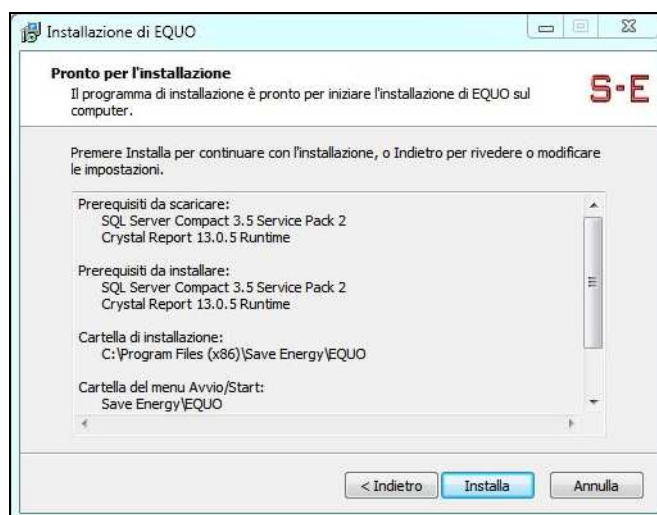 Installazione di EQUO
Pronto per l'installazione
Il programma di installazione è pronto per iniziare l'installazione di EQUO sul
computer.
S-E
Premere Installa per continuare con l'installazione, o Indietro per rivedere o modificare
le impostazioni.
Prerequisiti da scaricare:
SQL Server Compact 3.5 Service Pack 2
Crystal Report 13.0.5 Runtime
Prerequisiti da installare:
SQL Server Compact 3.5 Service Pack 2
Crystal Report 13.0.5 Runtime
Cartella di installazione:
C:\Program Files (x86)\Save Energy\EQUO
Cartella del menu Avvio/Start:
Save Energy\EQUO
< Indietro
Installa
Annulla